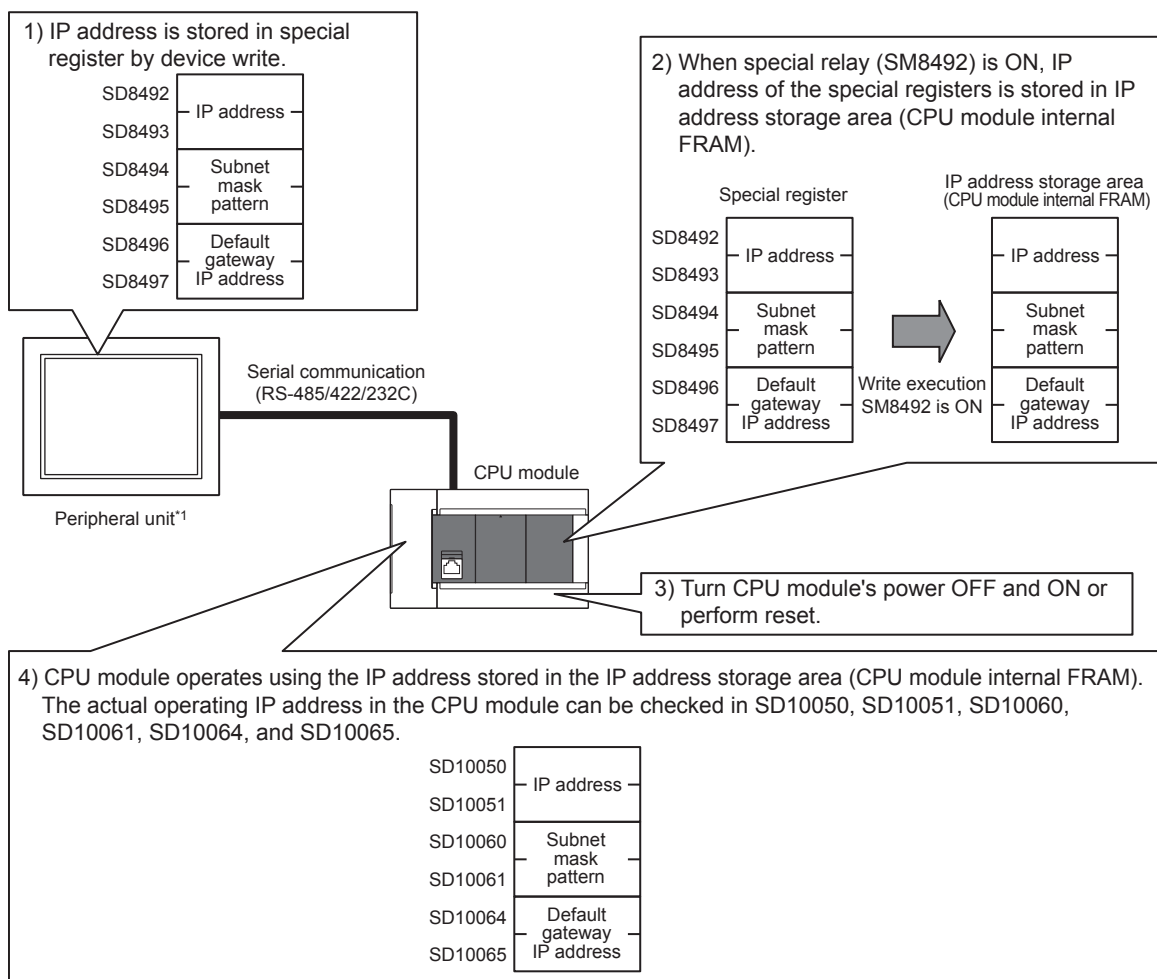 1) IP address is stored in special
register by device write.
SD8492
IP address
SD8493
SD8494
Subnet
mask
pattern
SD8495
SD8496
Default
gateway
IP address
SD8497
2) When special relay (SM8492) is ON, IP
address of the special registers is stored in IP
address storage area (CPU module internal
FRAM).
Special register
IP address storage area
(CPU module internal FRAM)
SD8492
IP address
SD8493
SD8494
Subnet
mask
pattern
SD8495
SD8496
Default
gateway
IP address
SD8497
Write execution
SM8492 is ON
IP address
Subnet
mask
pattern
Default
gateway
IP address
Serial communication
(RS-485/422/232C)
CPU module
Peripheral unit*1
3) Turn CPU module's power OFF and ON or
perform reset.
4) CPU module operates using the IP address stored in the IP address storage area (CPU module internal FRAM).
The actual operating IP address in the CPU module can be checked in SD10050, SD10051, SD10060,
SD10061, SD10064, and SD10065.
SD10050
IP address
SD10051
SD10060
Subnet
mask
pattern
SD10061
SD10064
Default
gateway
IP address
SD10065